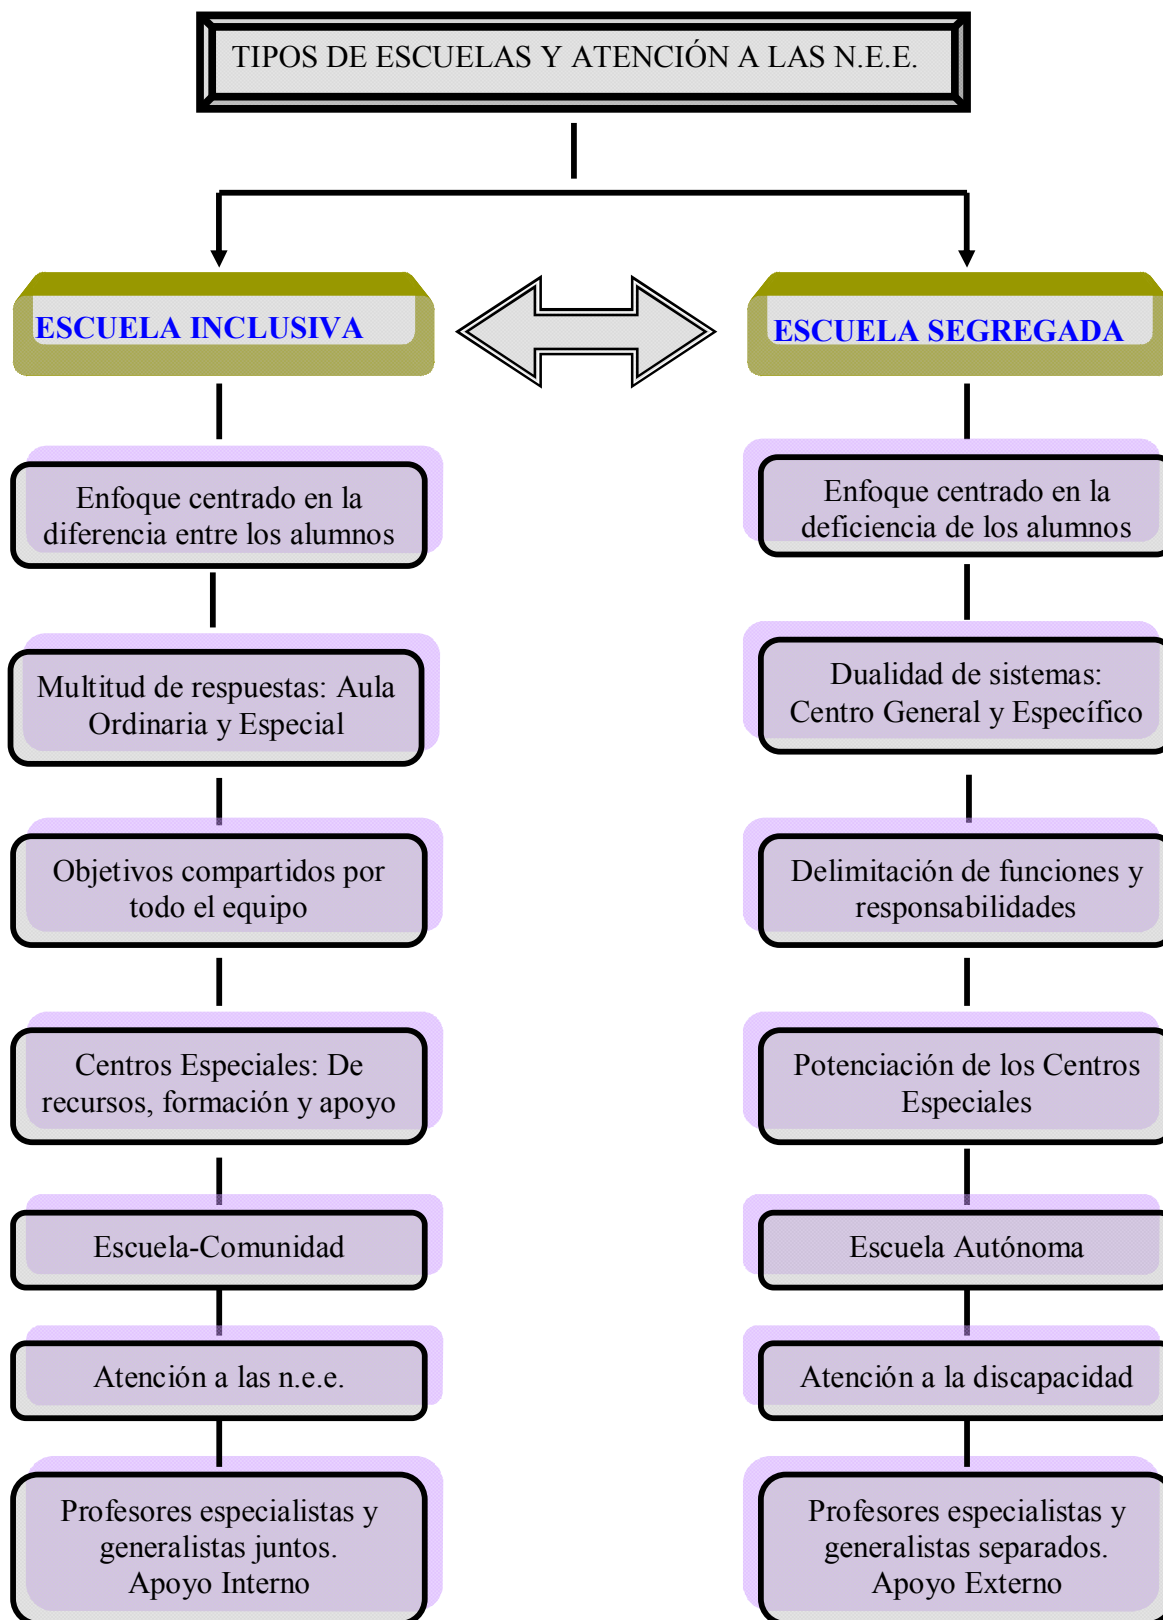 TIPOS DE ESCUELAS Y ATENCIÓN A LAS N.E.E.
ESCUELA INCLUSIVA
ESCUELA SEGREGADA
Enfoque centrado en la
diferencia entre los alumnos
Enfoque centrado en la
deficiencia de los alumnos
Multitud de respuestas: Aula
Ordinaria y Especial
Dualidad de sistemas:
Centro General y Específico
Objetivos compartidos por
todo el equipo
Delimitación de funciones y
responsabilidades
Centros Especiales: De
recursos, formación y apoyo
Potenciación de los Centros
Especiales
Escuela-Comunidad
Escuela Autónoma
Atención a las n.e.e.
Atención a la discapacidad
Profesores especialistas y
generalistas juntos.
Apoyo Interno
Profesores especialistas y
generalistas separados.
Apoyo Externo